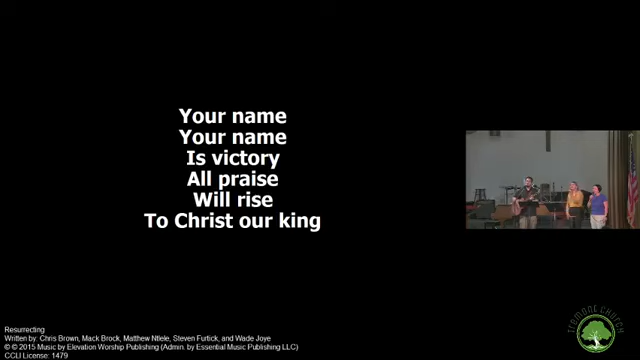 Your name
Your name
Is victory
All praise
Will rise
To Christ our king
Resurrecting
Written by: Chris Brown, Mack Brock, Matthew Ntlele, Steven Furtick, and Wade Joye
© © 2015 Music by Elevation Worship Publishing (Admin. by Essential Music Publishing LLC)
CCLI License: 1479
TREMONT CHURCH